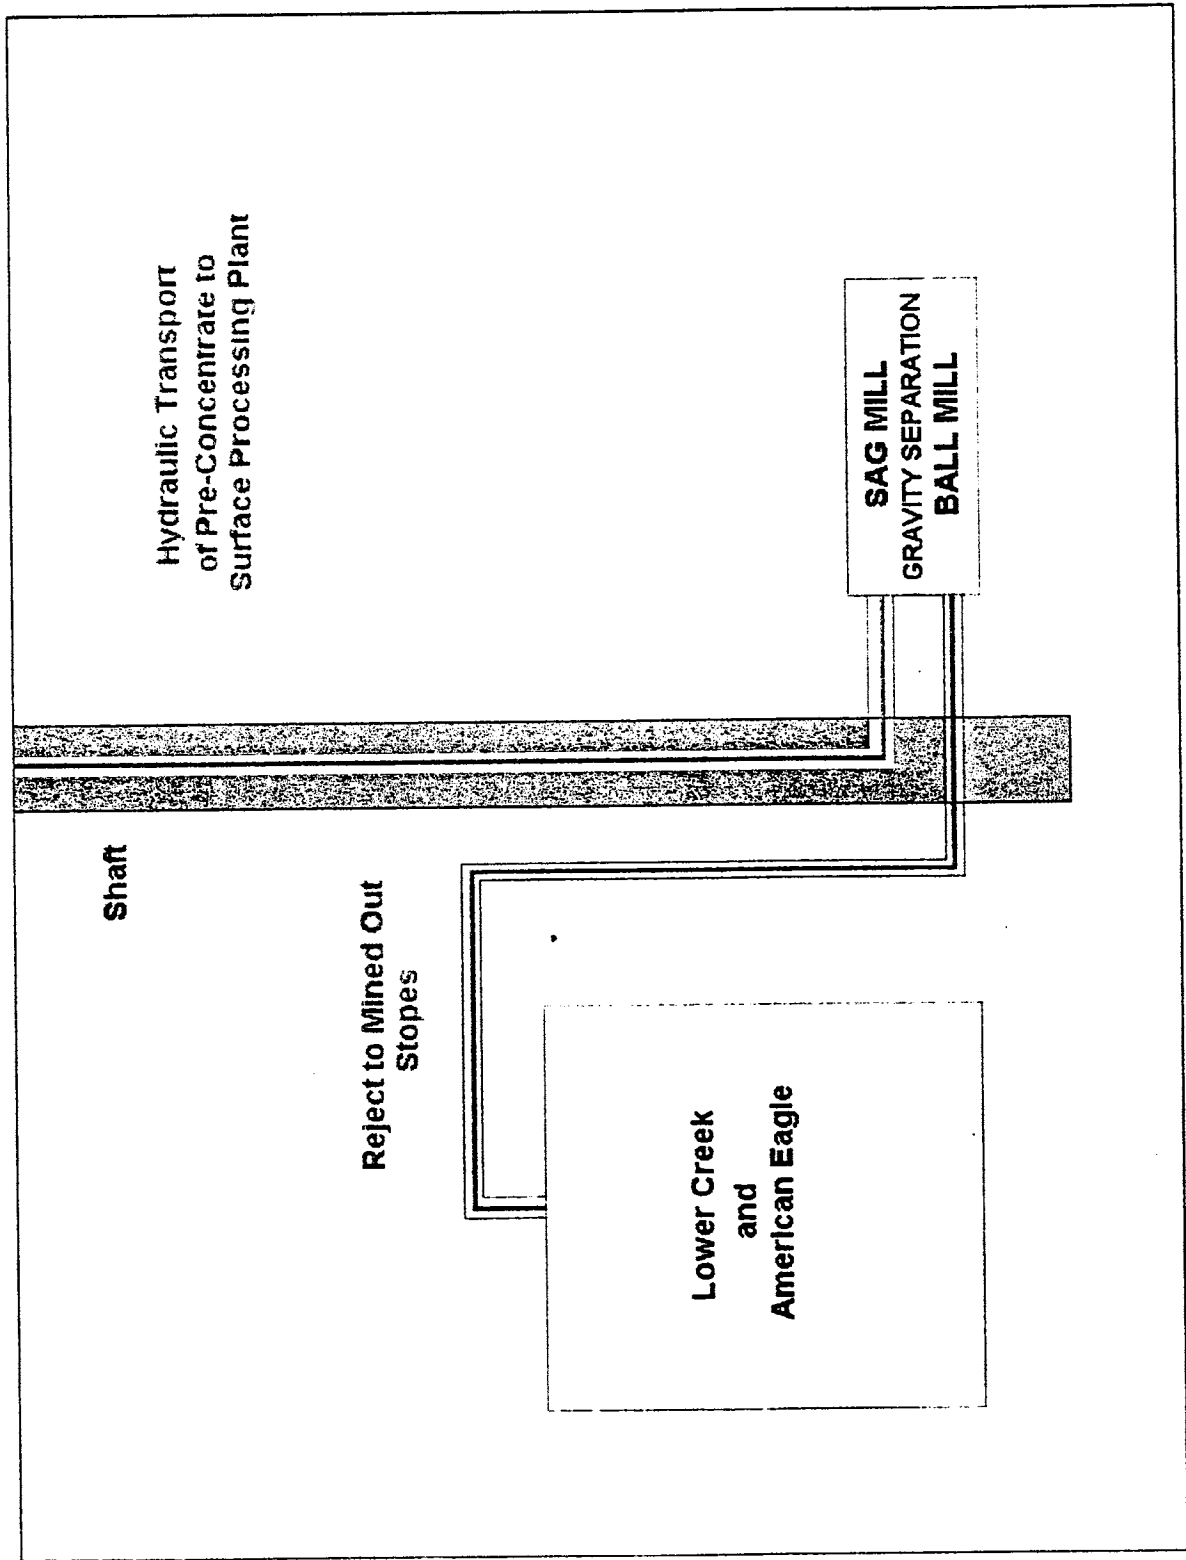 Shaft
Hydraulic Transport
of Pre-Concentrate to
Surface Processing Plant
Reject to Mined Out
Stopes
Lower Creek
and
American Eagle
SAG MILL
GRAVITY SEPARATION
BALL MILL